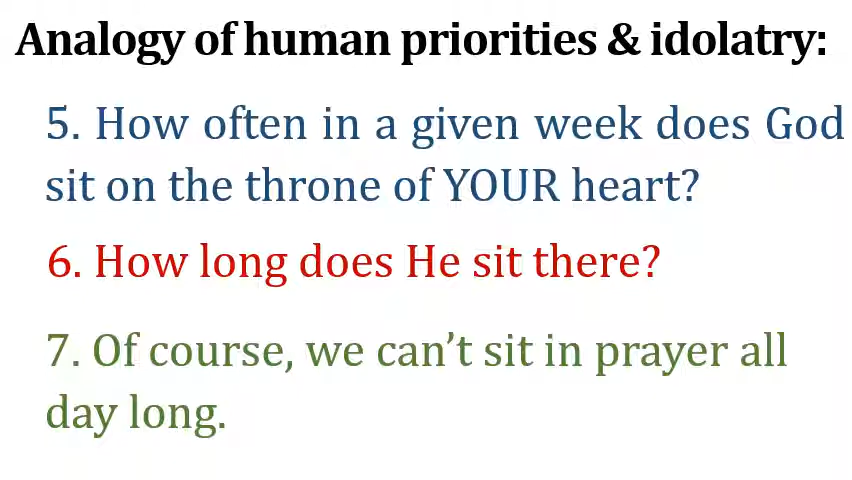 Analogy of human priorities & idolatry:
5. How often in a given week does God
sit on the throne of YOUR heart?
6. How long does He sit there?
7. Of course, we can’t sit in prayer all
day long.